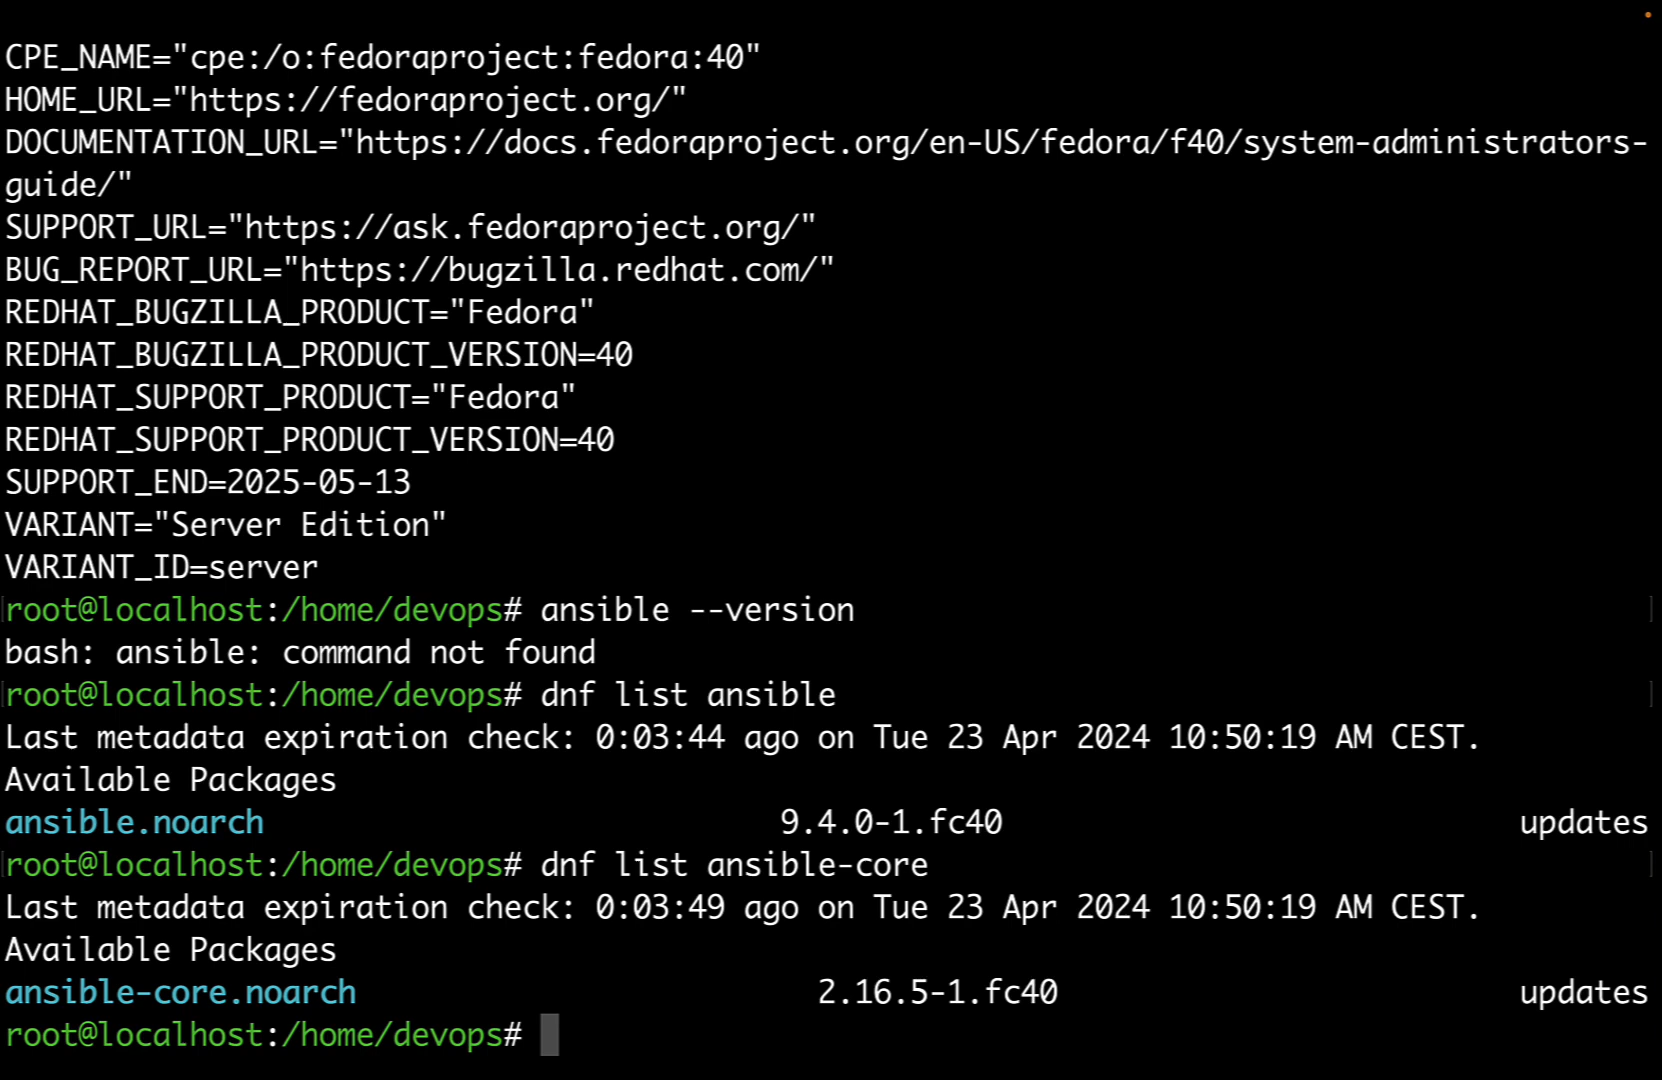 CPE_NAME="cpe:/o:fedoraproject:fedora:40"
HOME_URL="https://fedoraproject.org/"
DOCUMENTATION_URL="https://docs.fedoraproject.org/en-US/fedora/f40/system-administrators-
guide/"
SUPPORT_URL="https://ask.fedoraproject.org/"
BUG_REPORT_URL="https://bugzilla.redhat.com/"
REDHAT_BUGZILLA_PRODUCT="Fedora"
REDHAT_BUGZILLA_PRODUCT_VERSION=40
REDHAT_SUPPORT_PRODUCT="Fedora"
REDHAT_SUPPORT_PRODUCT_VERSION=40
SUPPORT_END=2025-05-13
VARIANT="Server Edition"
VARIANT_ID=server
root@localhost:/home/devops# ansible --version
bash: ansible: command not found
root@localhost:/home/devops# dnf list ansible
Last metadata expiration check: 0:03:44 ago on Tue 23 Apr 2024 10:50:19 AM CEST.
Available Packages
ansible.noarch 9.4.0-1.fc40 updates
root@localhost:/home/devops# dnf list ansible-core
Last metadata expiration check: 0:03:49 ago on Tue 23 Apr 2024 10:50:19 AM CEST.
Available Packages
ansible-core.noarch 2.16.5-1.fc40 updates
root@localhost:/home/devops#